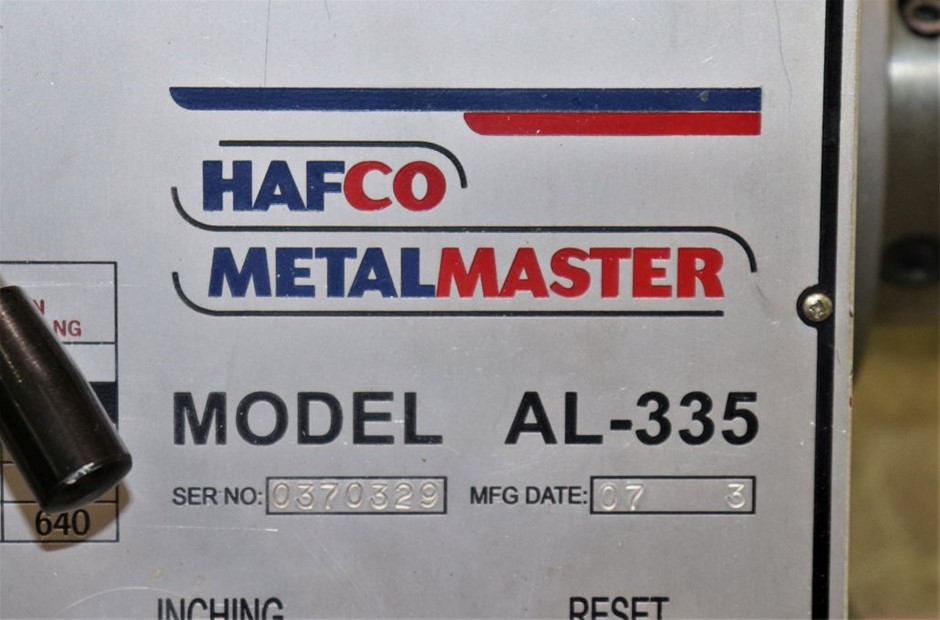 HAFCO
METALMASTER
NG
MODEL AL-335
SER NO: 0370329 MFG DATE: 07 3
640
INCHING RESET